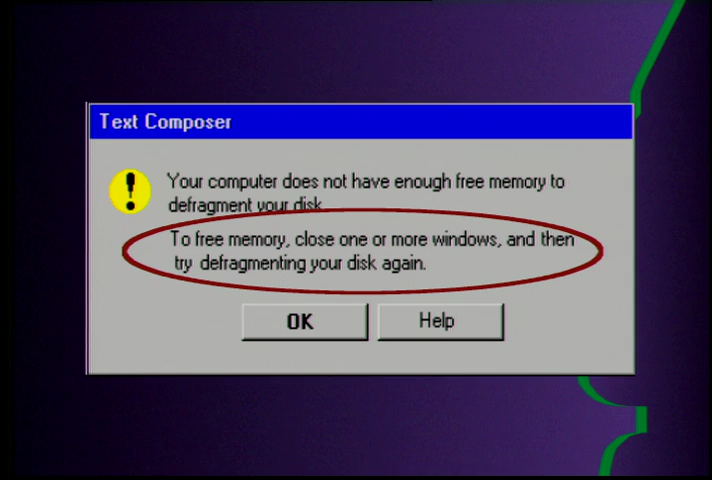 Text Composer
Your computer does not have enough free memory to
defragment your disk
To free memory, close one or more windows, and then
try defragmenting your disk again.
OK
Help